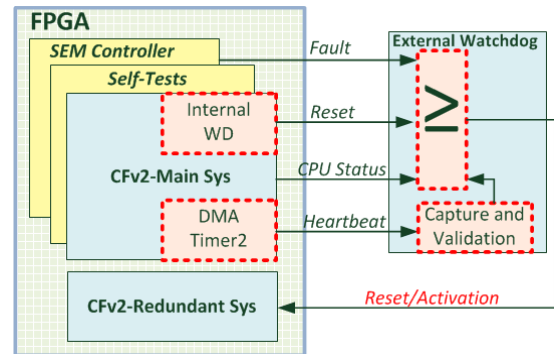 FPGA
SEM Controller
Self-Tests
Internal
WD
CFv2-Main Sys
DMA
Timer2
CFv2-Redundant Sys
Fault
Reset
CPU Status
Heartbeat
External Watchdog
≥
Capture and
Validation
Reset/Activation